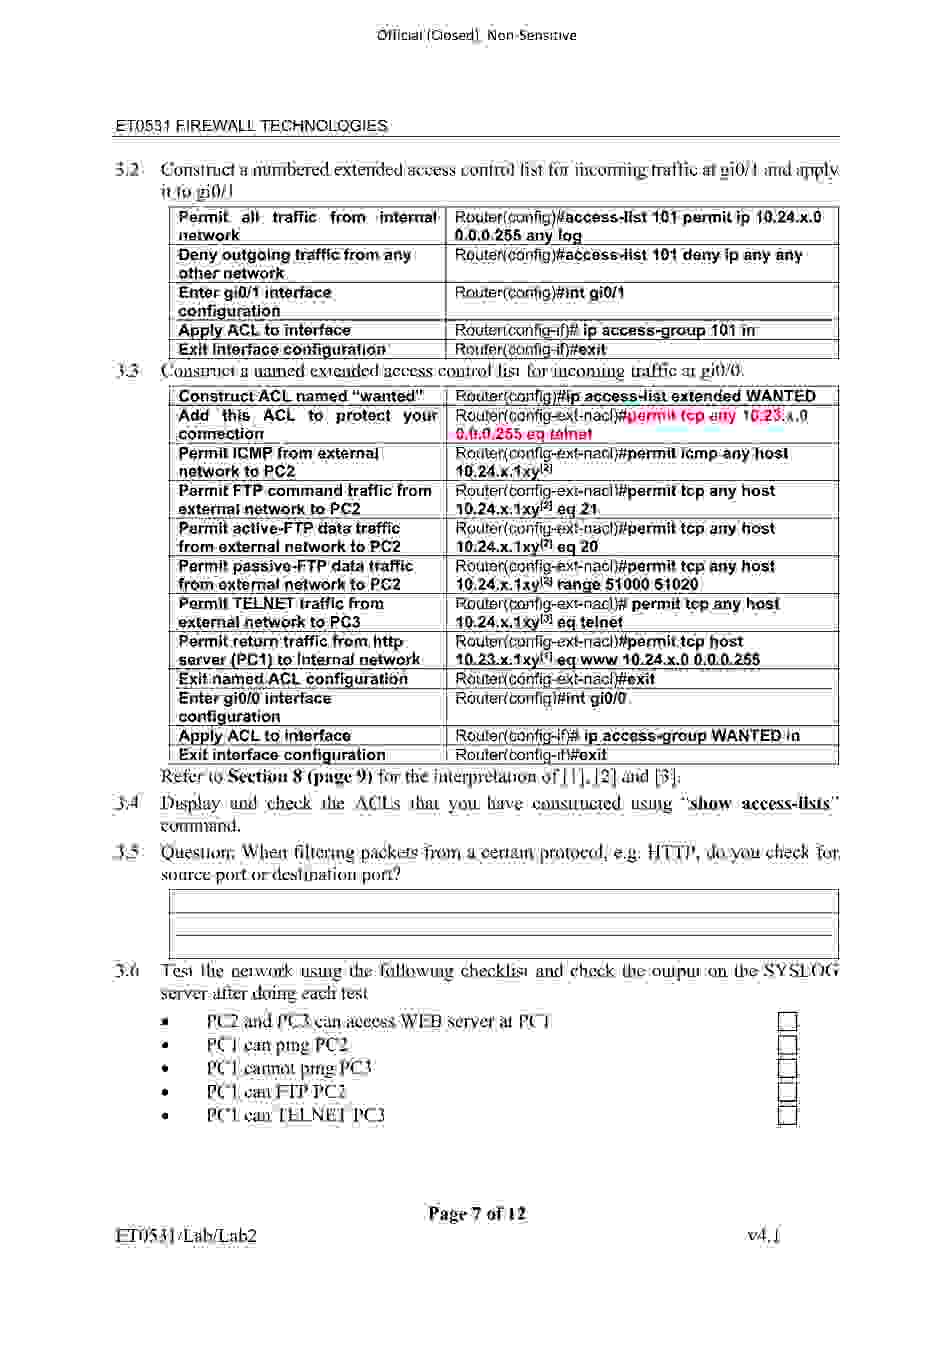 Official (Closed), Non-Sensitive
ET0531 FIREWALL TECHNOLOGIES
3.2 Construct a numbered extended access control list for incoming traffic at gi0/1 and apply
it to gi0/1
Permit all traffic from internal network
Router(config)#access-list 101 permit ip 10.24.x.0 0.0.0.255 any log
Deny outgoing traffic from any other network
Router(config)#access-list 101 deny ip any any
Enter gi0/1 interface configuration
Router(config)#int gi0/1
Apply ACL to interface
Router(config-if)# ip access-group 101 in
Exit interface configuration
Router(config-if)#exit
3.3 Construct a named extended access control list for incoming traffic at gi0/0.
Construct ACL named “wanted”
Router(config)#ip access-list extended WANTED
Add this ACL to protect your connection
Router(config-ext-nacl)#permit tcp any 10.23.x.0 0.0.0.255 eq telnet
Permit ICMP from external network to PC2
Router(config-ext-nacl)#permit icmp any host 10.24.x.1xy[2]
Permit FTP command traffic from external network to PC2
Router(config-ext-nacl)#permit tcp any host 10.24.x.1xy[2] eq 21
Permit active-FTP data traffic from external network to PC2
Router(config-ext-nacl)#permit tcp any host 10.24.x.1xy[2] eq 20
Permit passive-FTP data traffic from external network to PC2
Router(config-ext-nacl)#permit tcp any host 10.24.x.1xy[2] range 51000 51020
Permit TELNET traffic from external network to PC3
Router(config-ext-nacl)# permit tcp any host 10.24.x.1xy[3] eq telnet
Permit return traffic from http server (PC1) to Internal network
Router(config-ext-nacl)#permit tcp host 10.23.x.1xy[1] eq www 10.24.x.0 0.0.0.255
Exit named ACL configuration
Router(config-ext-nacl)#exit
Enter gi0/0 interface configuration
Router(config)#int gi0/0
Apply ACL to interface
Router(config-if)# ip access-group WANTED in
Exit interface configuration
Router(config-if)#exit
Refer to Section 8 (page 9) for the interpretation of [1], [2] and [3].
3.4 Display and check the ACLs that you have constructed using “show access-lists”
command.
3.5 Question: When filtering packets from a certain protocol, e.g. HTTP, do you check for
source port or destination port?
3.6 Test the network using the following checklist and check the output on the SYSLOG
server after doing each test
• PC2 and PC3 can access WEB server at PC1
• PC1 can ping PC2
• PC1 cannot ping PC3
• PC1 can FTP PC2
• PC1 can TELNET PC3
Page 7 of 12
ET0531/Lab/Lab2 v4.1